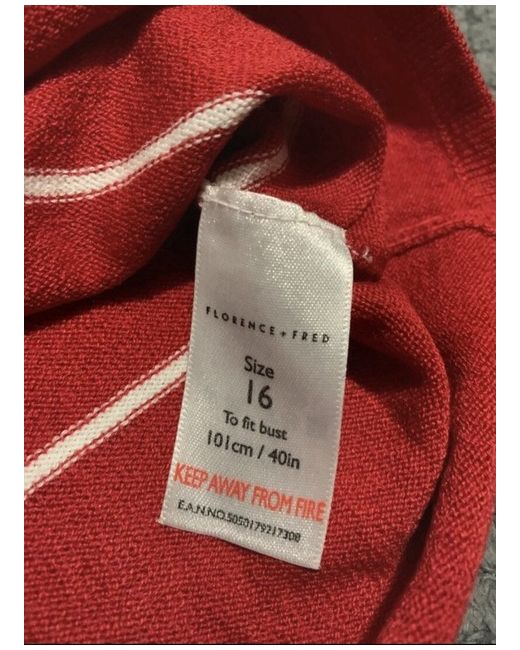 FLORENCE + FRED
Size
16
To fit bust
101cm / 40in
KEEP AWAY FROM FIRE
E.A.N.NO.5050179217308